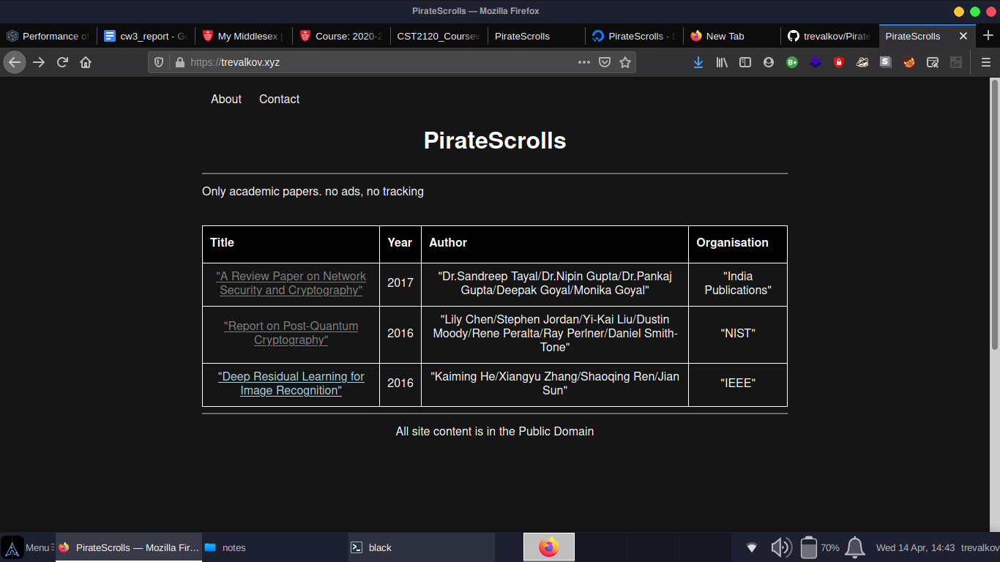 PirateScrolls — Mozilla Firefox
Performance of
cw3_report - Go
My Middlesex |
Course: 2020-2
CST2120_Coursew
PirateScrolls
PirateScrolls - D
New Tab
trevalkov/Pirate
PirateScrolls
https://trevalkov.xyz
B+
S
Se
About Contact
PirateScrolls
Only academic papers. no ads, no tracking
Title Year Author Organisation
"A Review Paper on Network
Security and Cryptography"
2017
"Dr.Sandreep Tayal/Dr.Nipin Gupta/Dr.Pankaj
Gupta/Deepak Goyal/Monika Goyal"
"India
Publications"
"Report on Post-Quantum
Cryptography"
2016
"Lily Chen/Stephen Jordan/Yi-Kai Liu/Dustin
Moody/Rene Peralta/Ray Perlner/Daniel Smith-
Tone"
"NIST"
"Deep Residual Learning for
Image Recognition"
2016
"Kaiming He/Xiangyu Zhang/Shaoqing Ren/Jian
Sun"
"IEEE"
All site content is in the Public Domain
Menu
PirateScrolls — Mozilla Fir...
notes
black
70%
Wed 14 Apr, 14:43
trevalkov